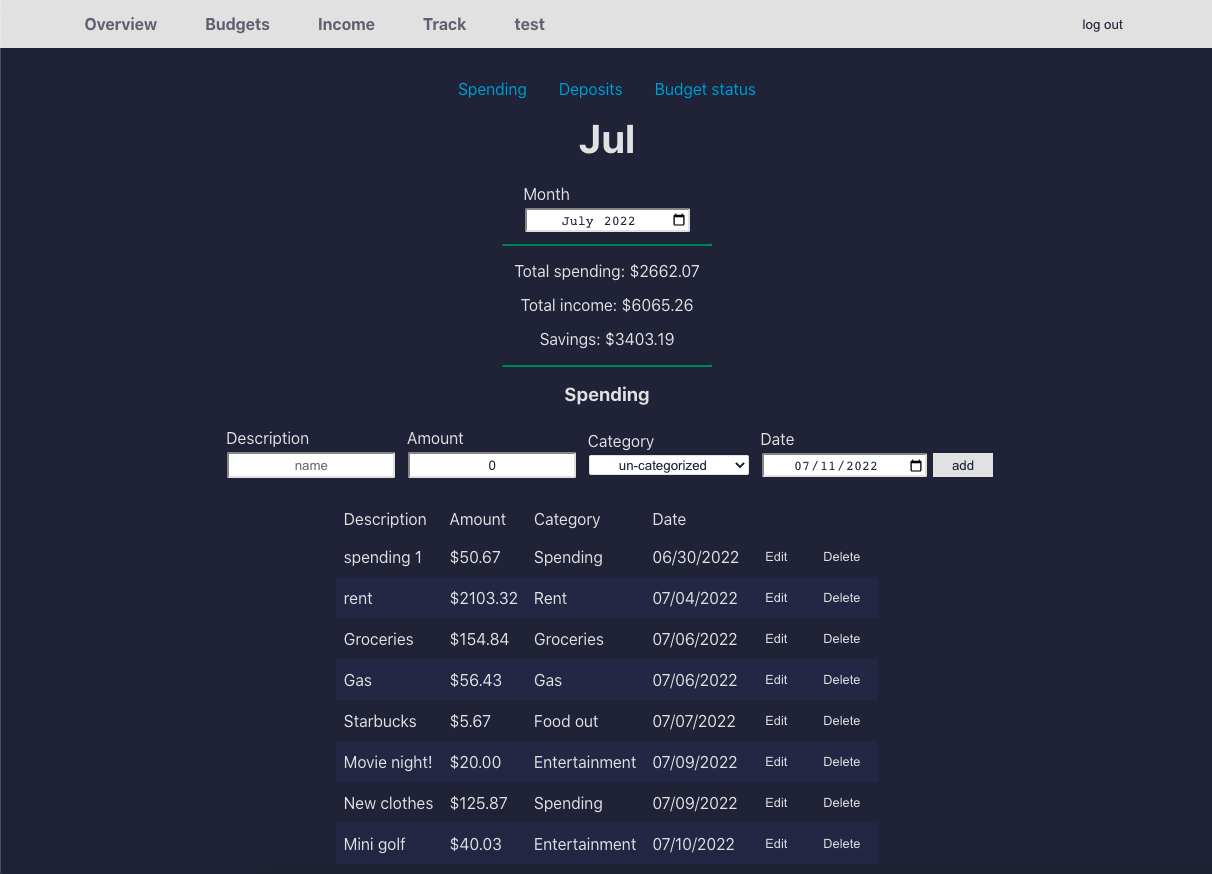 Overview Budgets Income Track test log out
Spending Deposits Budget status
Jul
Month
July 2022
Total spending: $2662.07
Total income: $6065.26
Savings: $3403.19
Spending
Description Amount Category Date
name 0 un-categorized 07/11/2022 add
Description Amount Category Date
spending 1 $50.67 Spending 06/30/2022 Edit Delete
rent $2103.32 Rent 07/04/2022 Edit Delete
Groceries $154.84 Groceries 07/06/2022 Edit Delete
Gas $56.43 Gas 07/06/2022 Edit Delete
Starbucks $5.67 Food out 07/07/2022 Edit Delete
Movie night! $20.00 Entertainment 07/09/2022 Edit Delete
New clothes $125.87 Spending 07/09/2022 Edit Delete
Mini golf $40.03 Entertainment 07/10/2022 Edit Delete